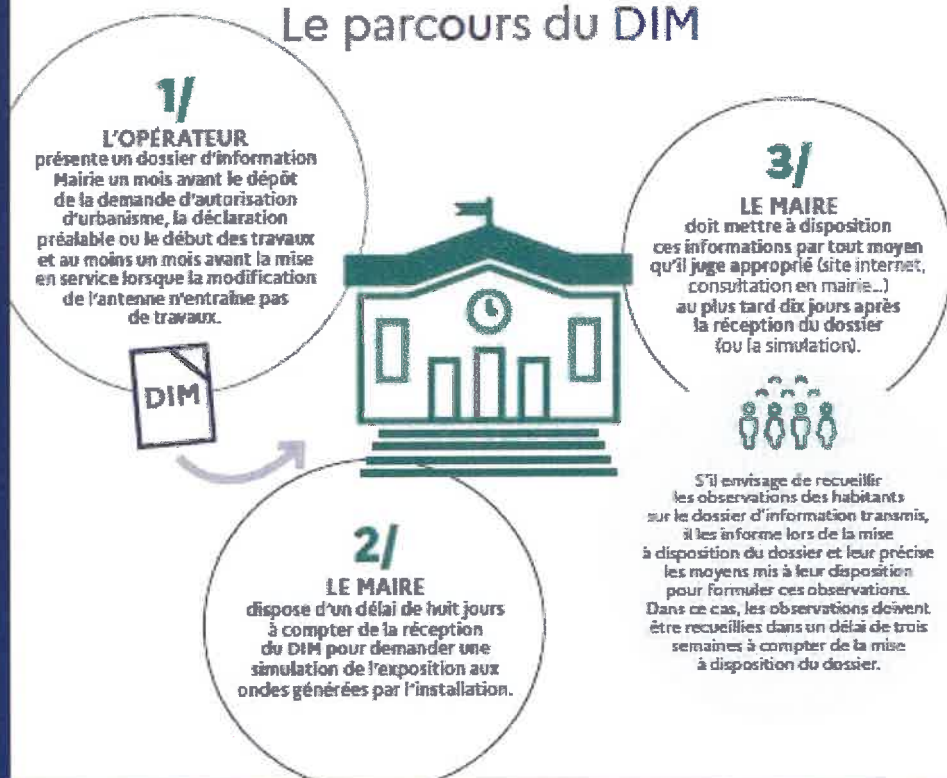 Le parcours du DIM
1/
L'OPÉRATEUR
présente un dossier d'information
Mairie un mois avant le dépôt
de la demande d'autorisation
d'urbanisme, la déclaration
préalable ou le début des travaux
et au moins un mois avant la mise
en service lorsque la modification
de l'antenne n'entraîne pas
de travaux.
DIM
2/
LE MAIRE
dispose d'un délai de huit jours
à compter de la réception
du DIM pour demander une
simulation de l'exposition aux
ondes générées par l'installation.
3/
LE MAIRE
doit mettre à disposition
ces informations par tout moyen
qu'il juge approprié (site internet,
consultation en mairie...)
au plus tard dix jours après
la réception du dossier
(ou la simulation).
S'il envisage de recueillir
les observations des habitants
sur le dossier d'information transmis,
il les informe lors de la mise
à disposition du dossier et leur précise
les moyens mis à leur disposition
pour formuler ces observations.
Dans ce cas, les observations doivent
être recueillies dans un délai de trois
semaines à compter de la mise
à disposition du dossier.